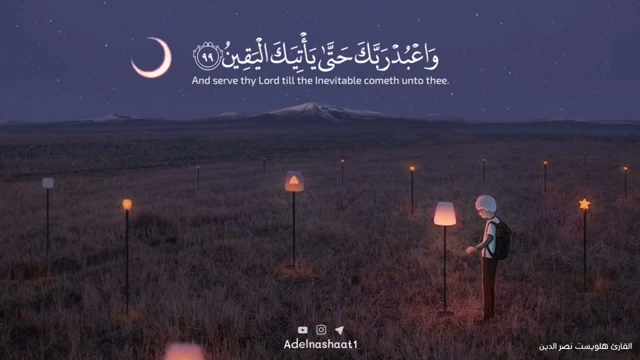 وَاعْبُدْ رَبَّكَ حَتَّىٰ يَأْتِيَكَ الْيَقِينُ ﴿٩٩﴾
And serve thy Lord till the Inevitable cometh unto thee.
Adelnashaat1
القارئ هلويست نصر الدين